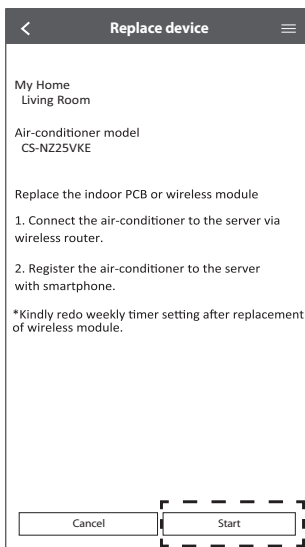 Replace device
My Home
Living Room
Air-conditioner model
CS-NZ25VKE
Replace the indoor PCB or wireless module
1. Connect the air-conditioner to the server via
wireless router.
2. Register the air-conditioner to the server
with smartphone.
*Kindly redo weekly timer setting after replacement
of wireless module.
Cancel
Start